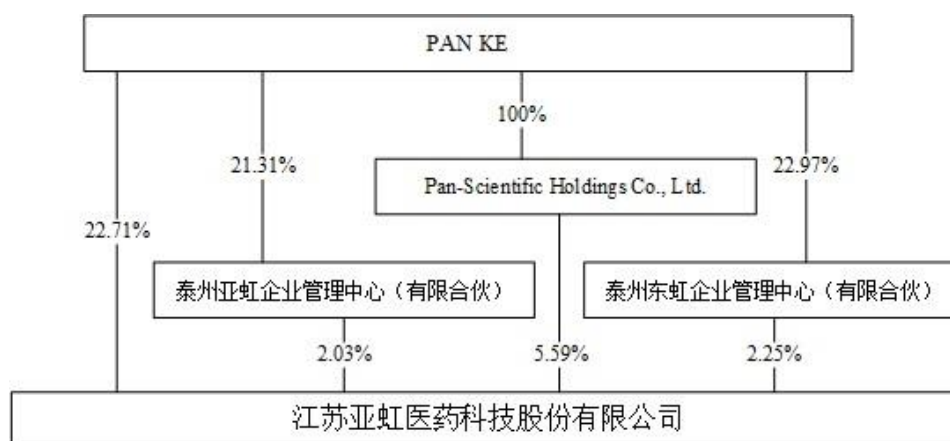 PAN KE
100%
21.31%
22.97%
Pan-Scientific Holdings Co., Ltd.
22.71%
泰州亚虹企业管理中心（有限合伙）
泰州东虹企业管理中心（有限合伙）
2.03%
5.59%
2.25%
江苏亚虹医药科技股份有限公司